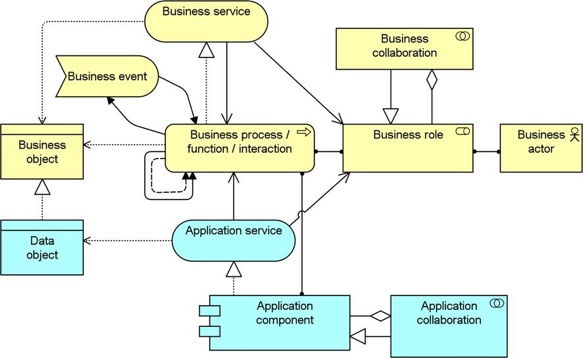 Business service
Business
collaboration
Business event
Business
object
Business process /
function / interaction
Business role
Business
actor
Data
object
Application service
Application
component
Application
collaboration